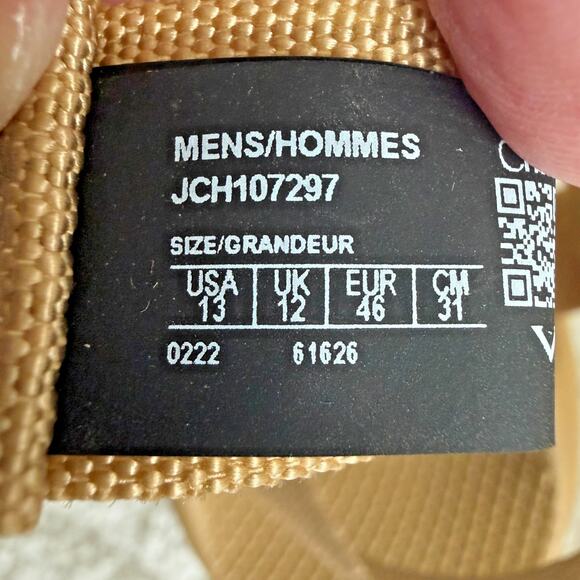 MENS/HOMMES
JCH107297
SIZE/GRANDEUR
USA UK EUR CM
13 12 46 31
0222 61626